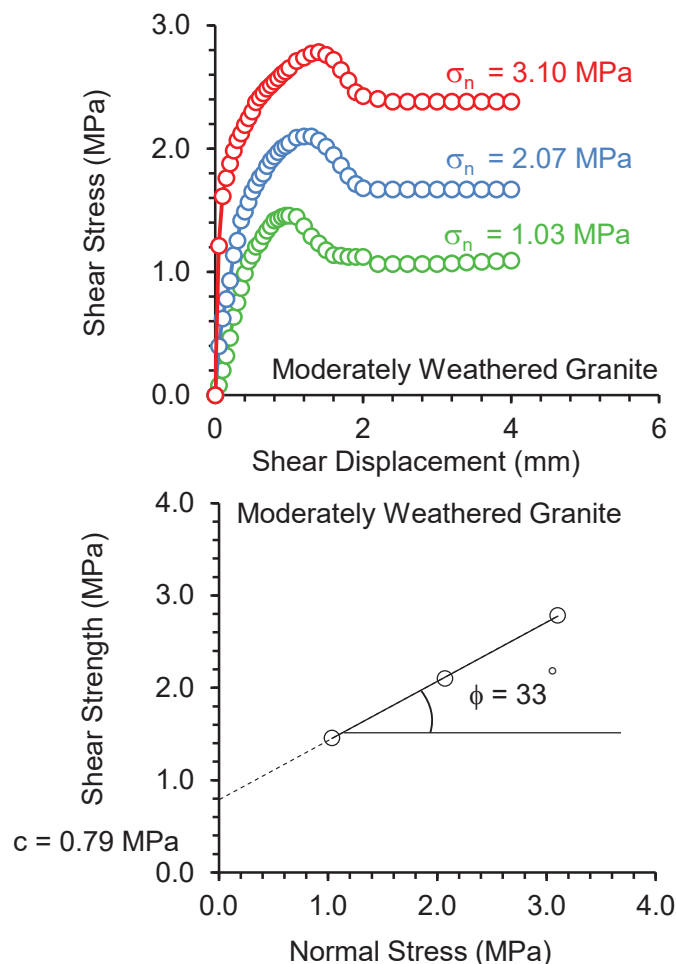 3.0
σn = 3.10 MPa
2.0
σn = 2.07 MPa
σn = 1.03 MPa
1.0
Moderately Weathered Granite
0.0
0 2 4 6
Shear Stress (MPa)
Shear Displacement (mm)
4.0
Moderately Weathered Granite
3.0
2.0
ϕ = 33°
1.0
c = 0.79 MPa
0.0
0.0 1.0 2.0 3.0 4.0
Shear Strength (MPa)
Normal Stress (MPa)